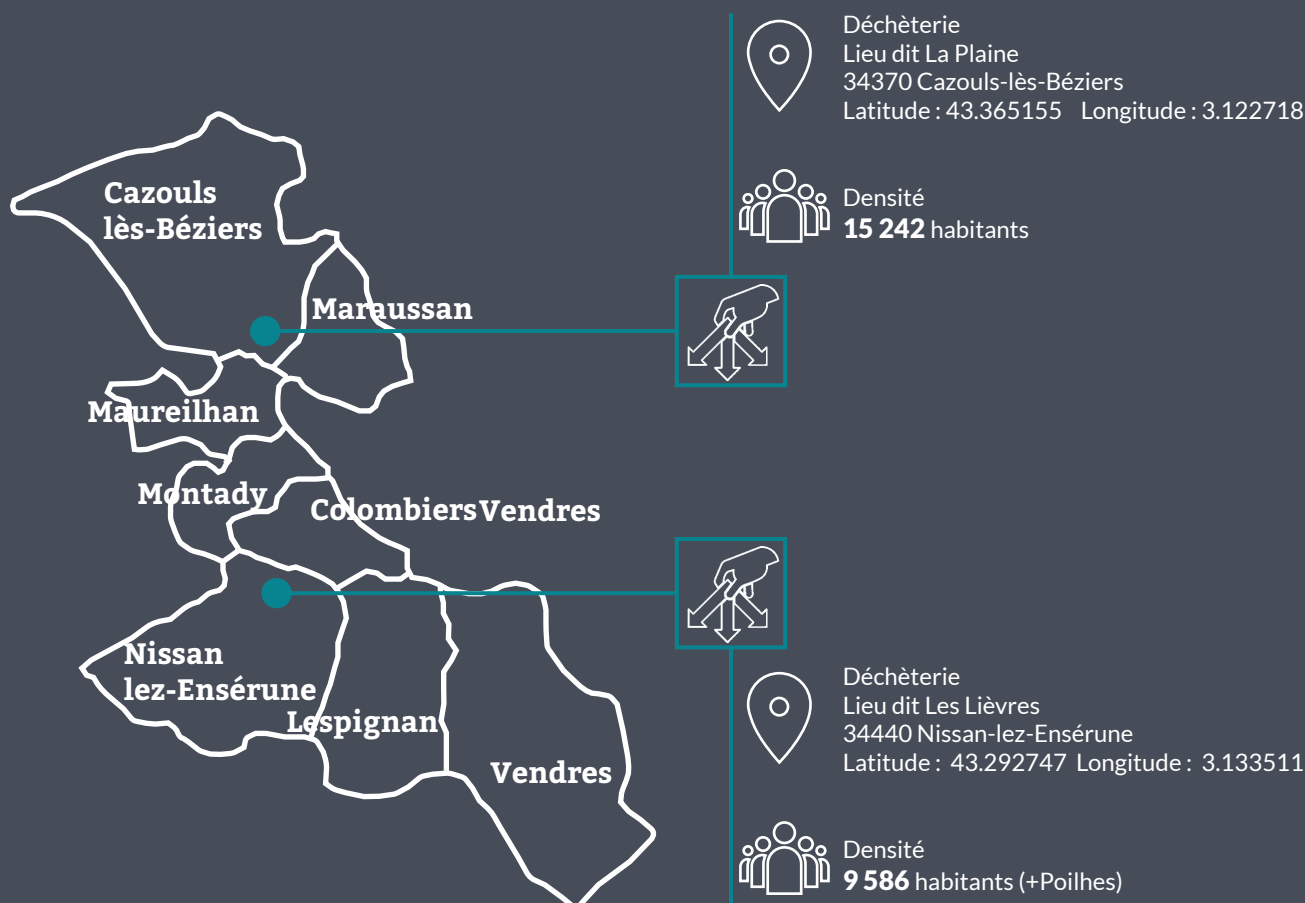 Déchèterie
Lieu dit La Plaine
34370 Cazouls-lès-Béziers
Latitude : 43.365155 Longitude : 3.122718
Densité
15 242 habitants
Cazouls
lès-Béziers
Maraussan
Maureilhan
Montady
Colombiers Vendres
Nissan
lez-Ensérune
Lespignan
Vendres
Déchèterie
Lieu dit Les Lièvres
34440 Nissan-lez-Ensérune
Latitude : 43.292747 Longitude : 3.133511
Densité
9 586 habitants (+Poilhes)